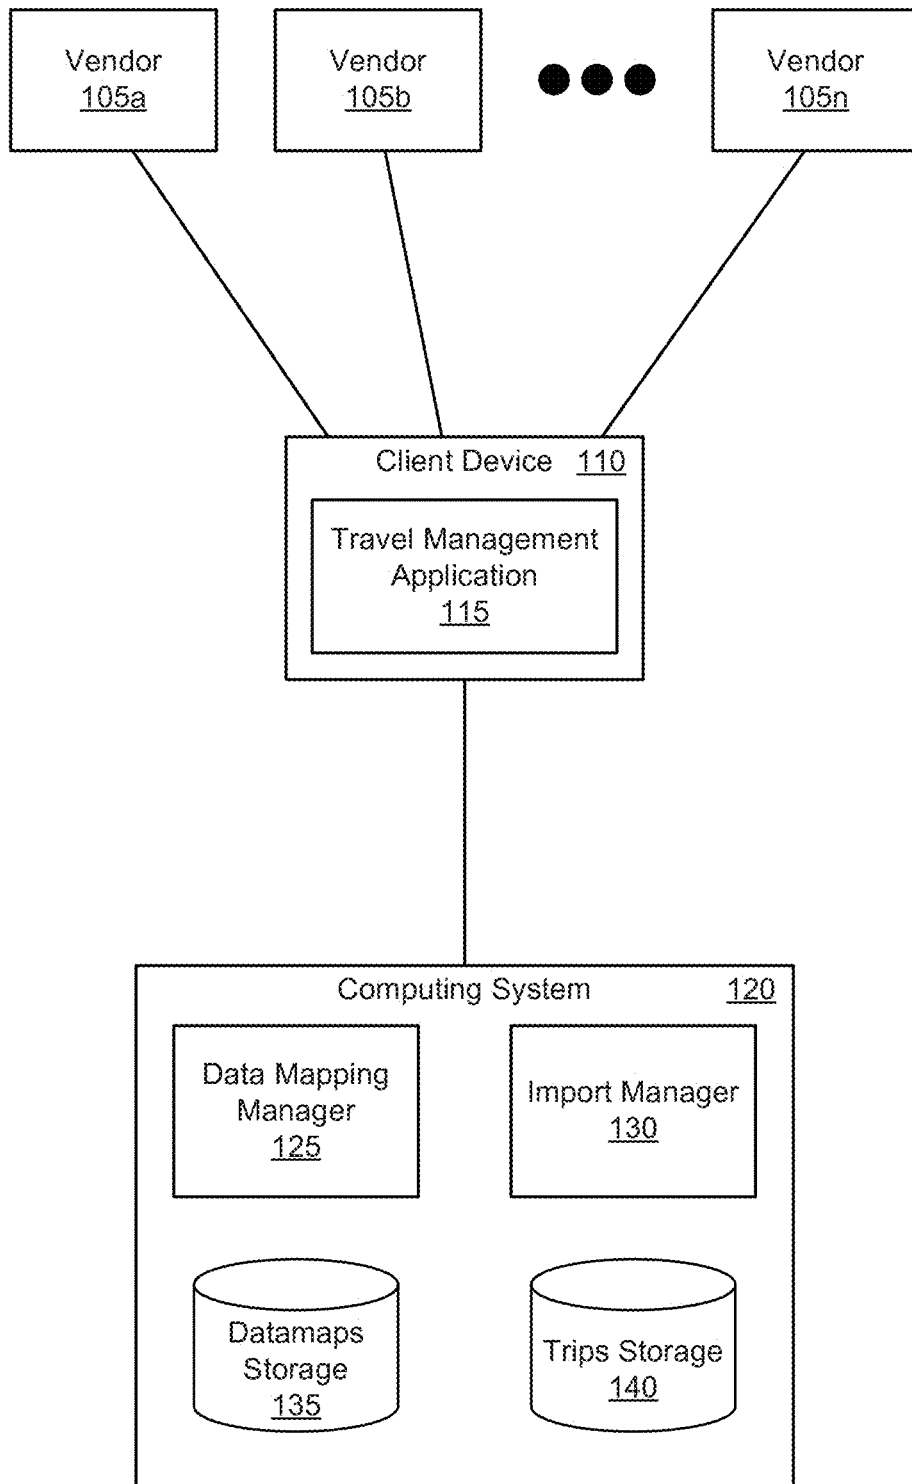 Vendor
105a
Vendor
105b
Vendor
105n
Client Device 110
Travel Management
Application
115
Computing System 120
Data Mapping
Manager
125
Import Manager
130
Datamaps
Storage
135
Trips Storage
140